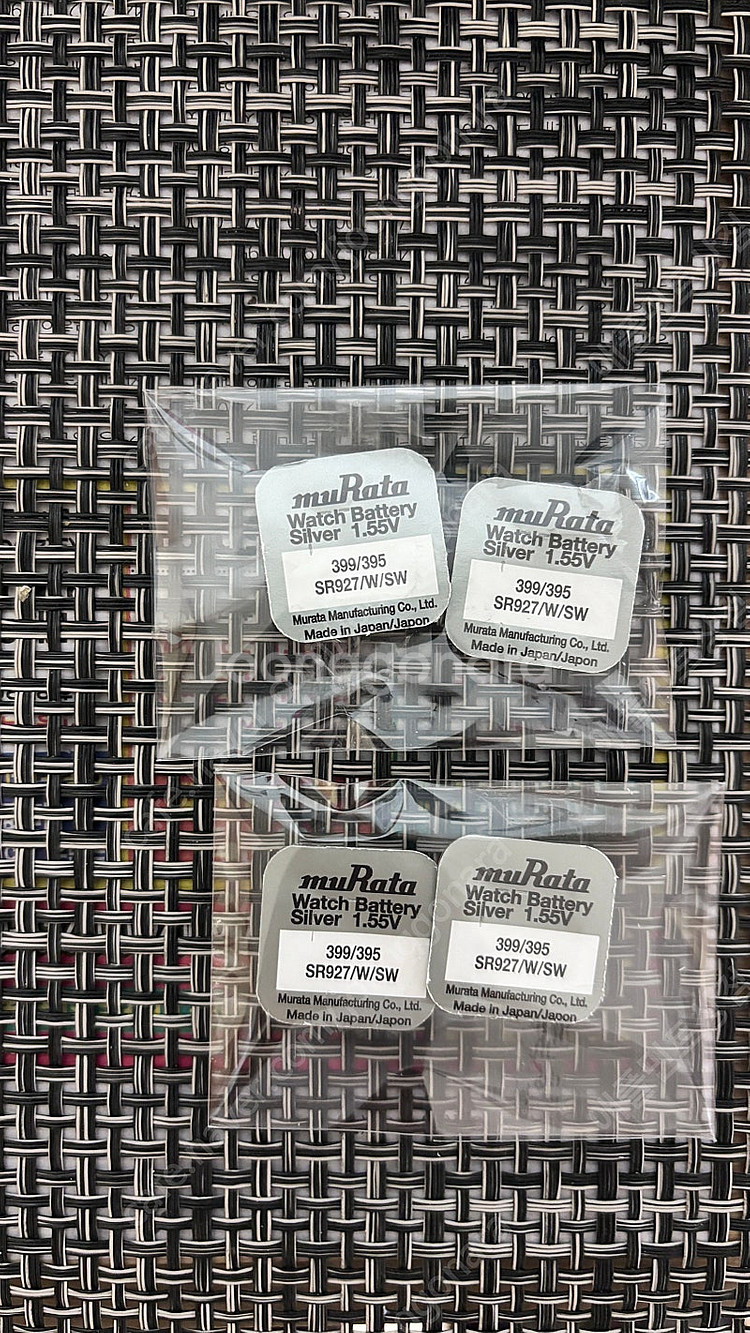 muRata
Watch Battery
Silver 1.55V
399/395
SR927/W/SW
Murata Manufacturing Co., Ltd.
Made in Japan/Japon
muRata
Watch Battery
Silver 1.55V
399/395
SR927/W/SW
Murata Manufacturing Co., Ltd.
Made in Japan/Japon
muRata
Watch Battery
Silver 1.55V
399/395
SR927/W/SW
Murata Manufacturing Co., Ltd.
Made in Japan/Japon
muRata
Watch Battery
Silver 1.55V
399/395
SR927/W/SW
Murata Manufacturing Co., Ltd.
Made in Japan/Japon